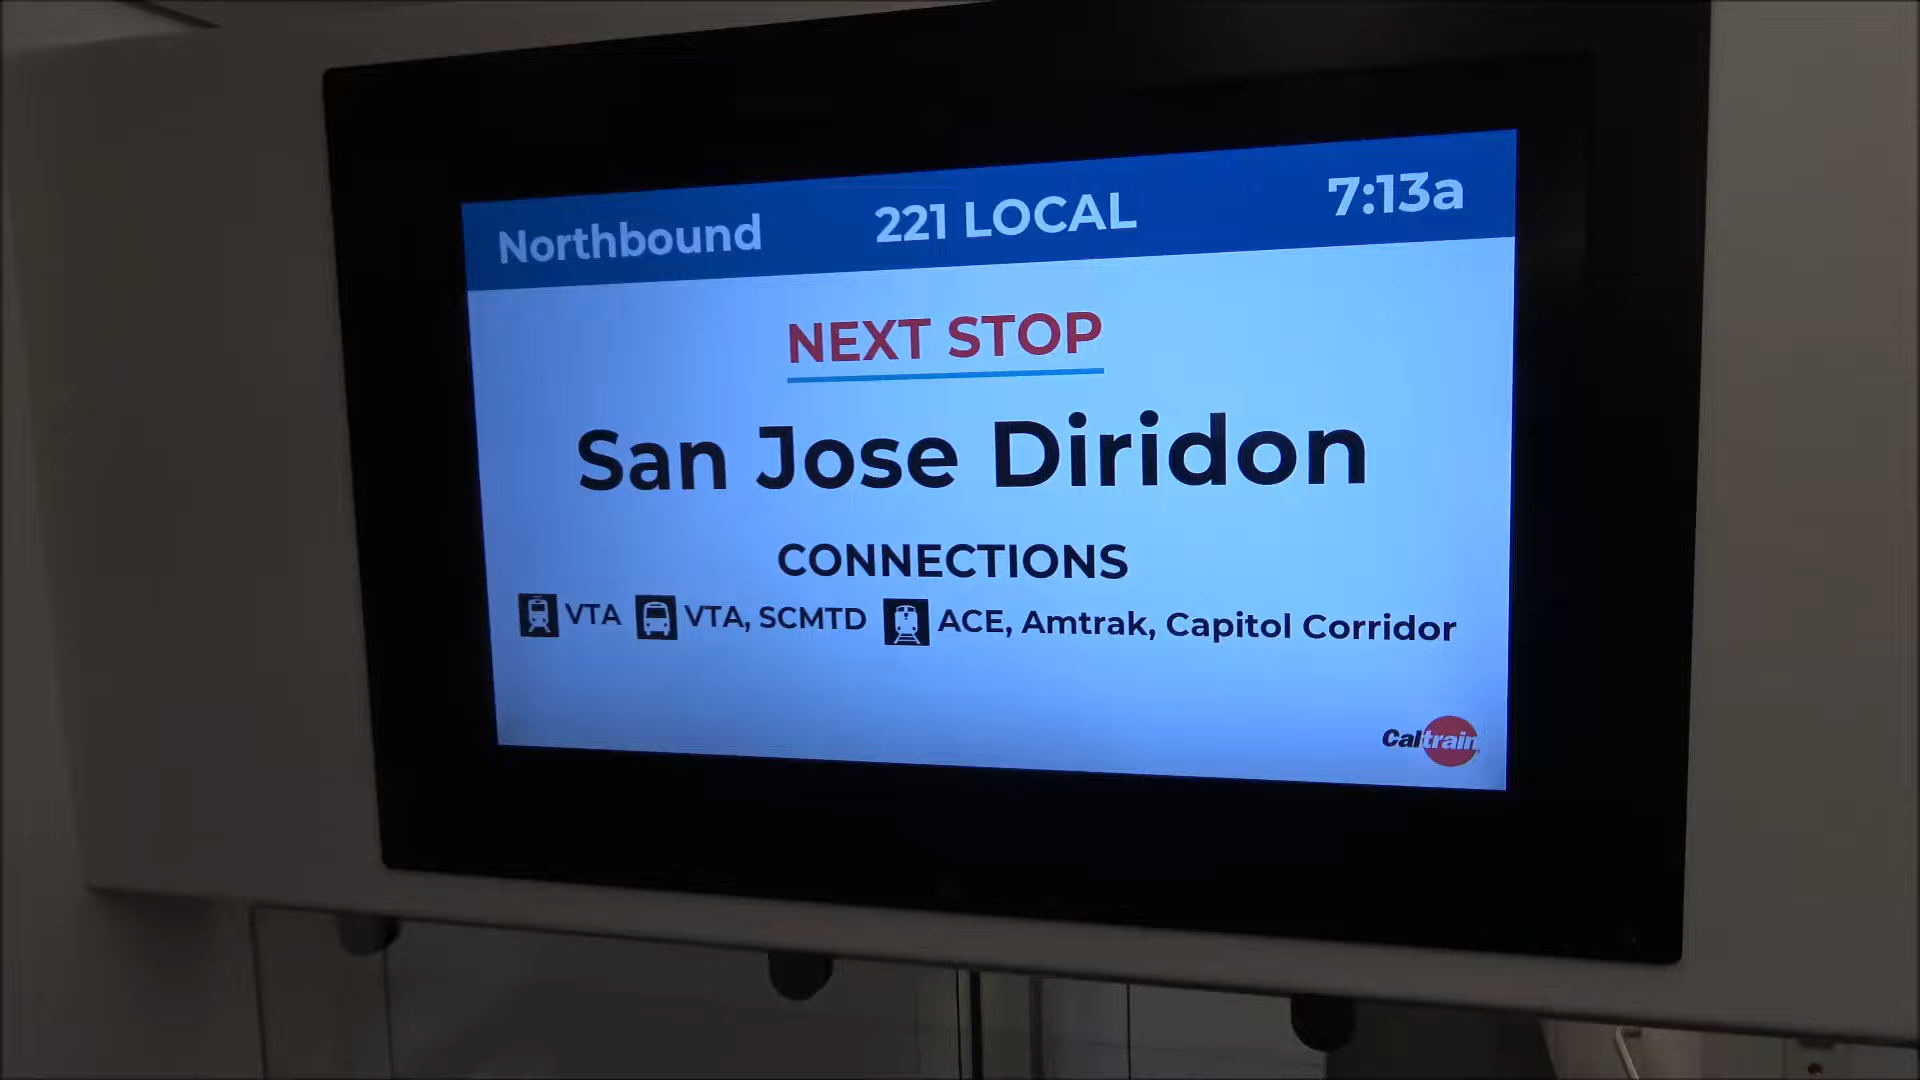 Northbound 221 LOCAL 7:13a
NEXT STOP
San Jose Diridon
CONNECTIONS
VTA VTA, SCMTD ACE, Amtrak, Capitol Corridor
Caltrain